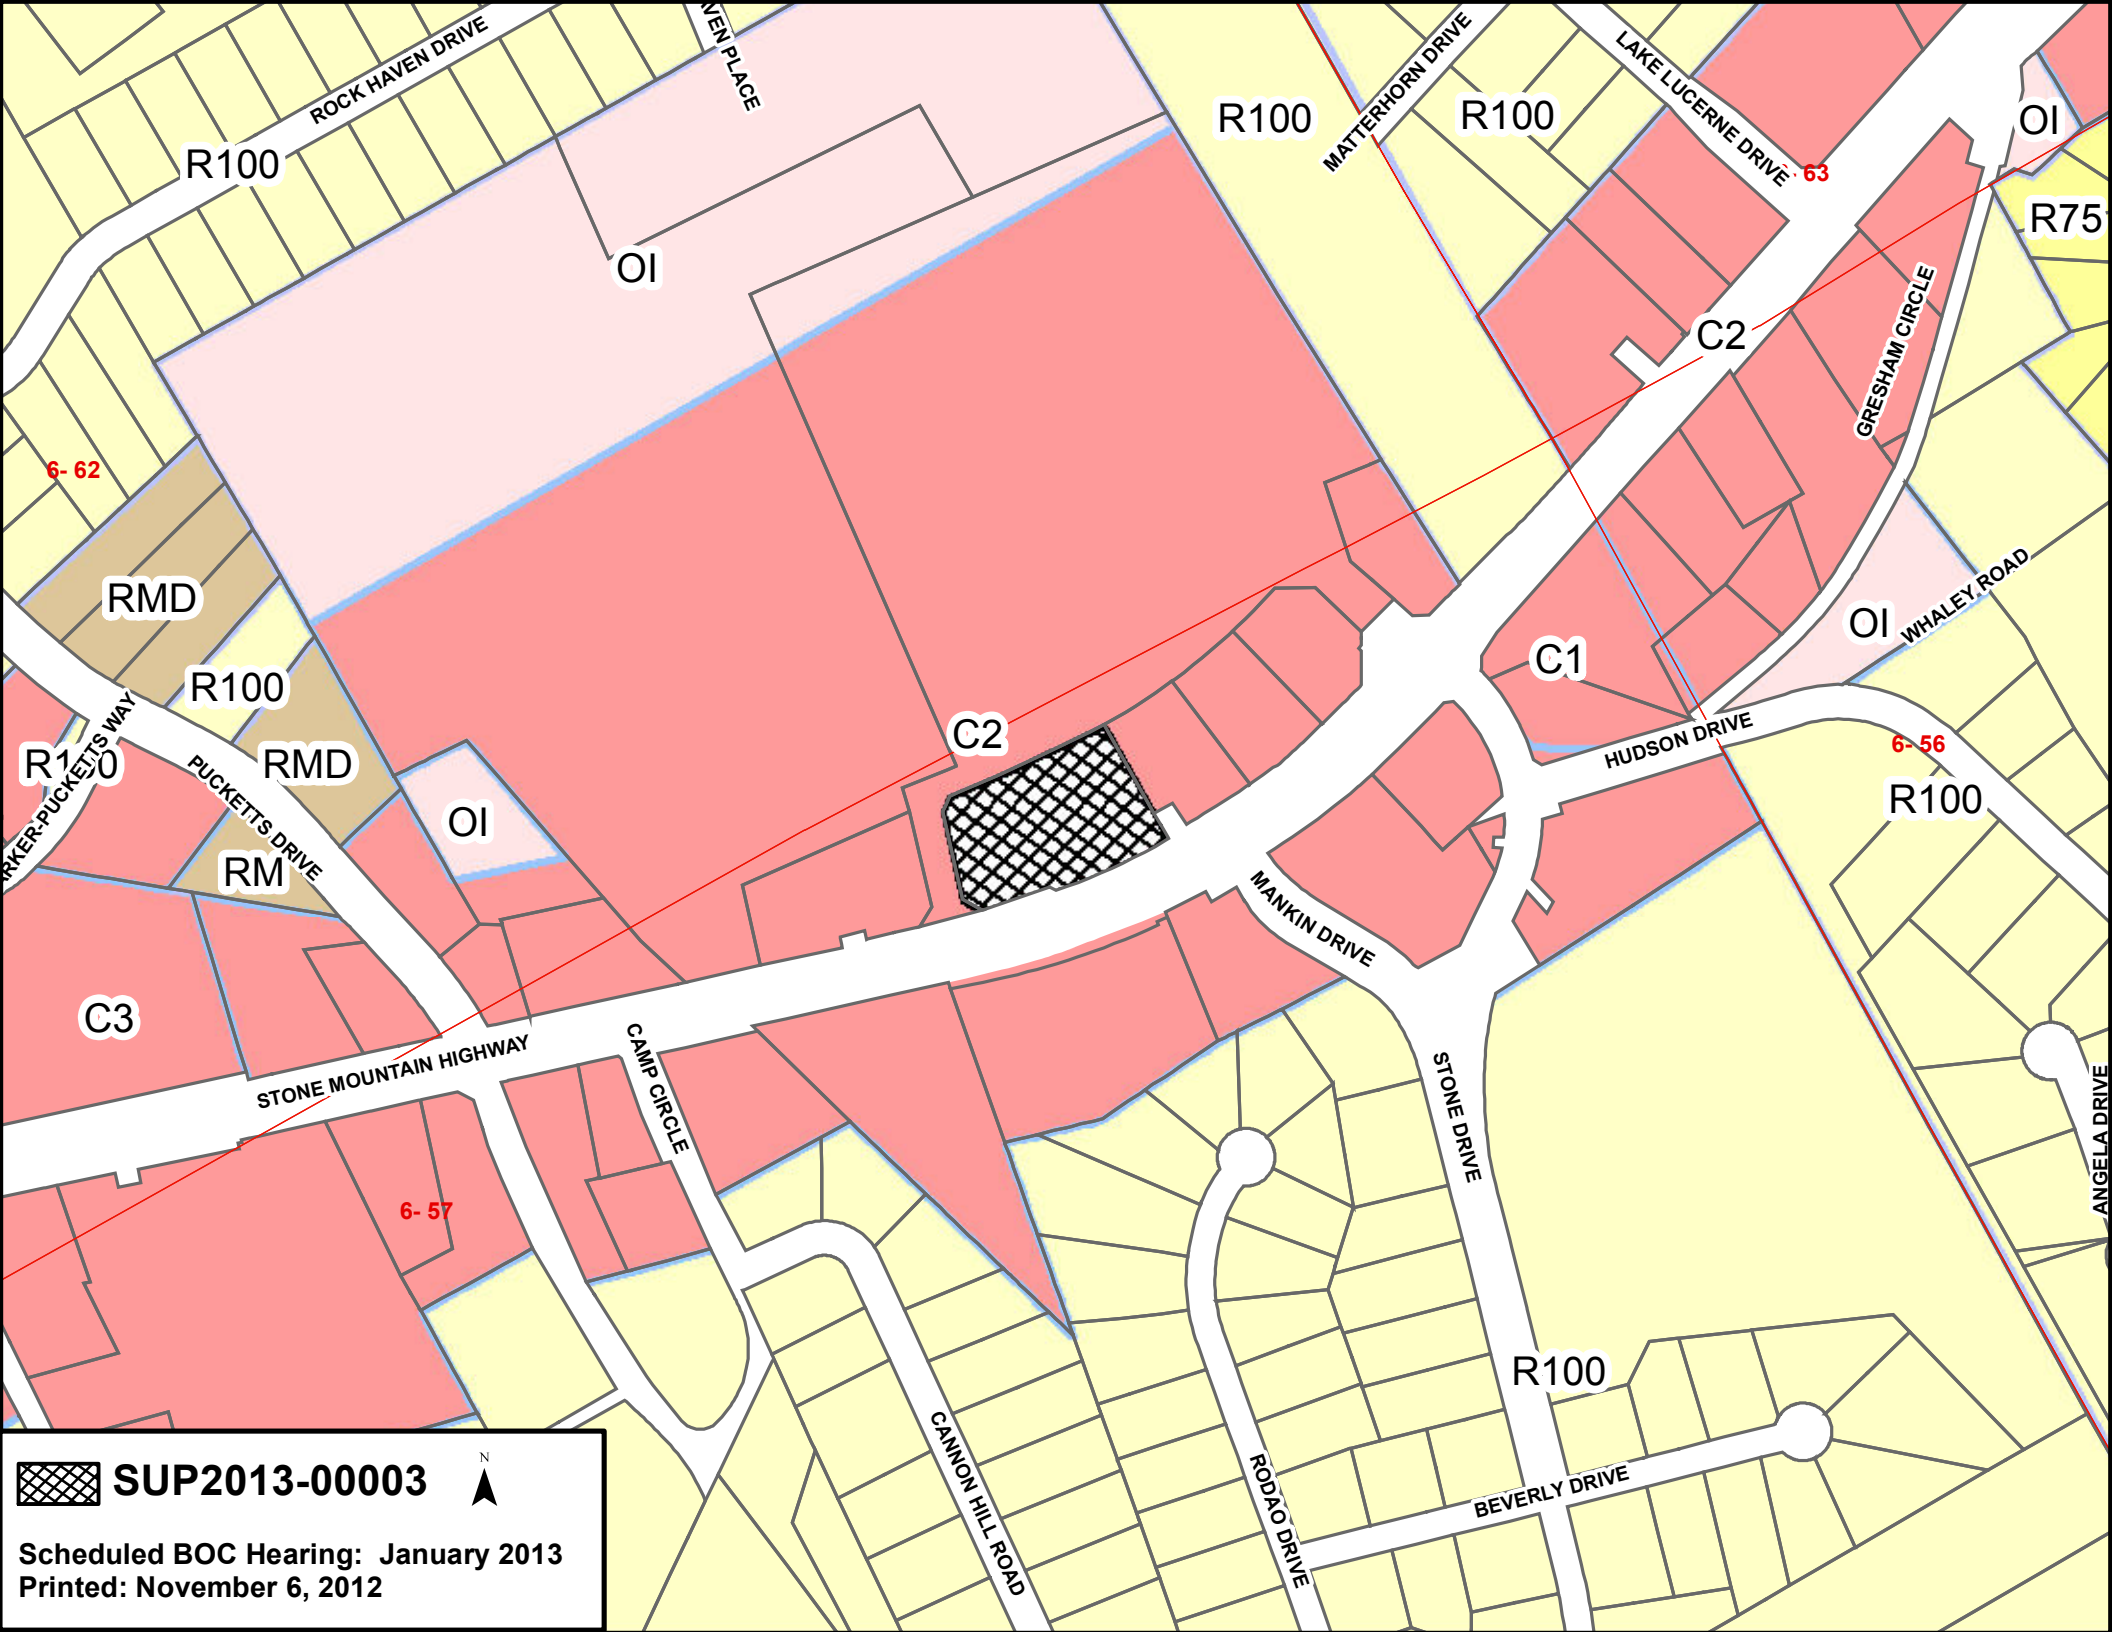 ROCK HAVEN DRIVE
VEN PLACE
R100
MATTERHORN DRIVE
R100
LAKE LUCERNE DRIVE
OI
63
R100
R75
OI
C2
GRESHAM CIRCLE
6- 62
RMD
WHALEY ROAD
OI
C1
R100
C2
HUDSON DRIVE
6- 56
RMD
R100
ARKER-PUCKETTS WAY
PUCKETTS DRIVE
OI
RM
R100
MANKIN DRIVE
C3
STONE MOUNTAIN HIGHWAY
CAMP CIRCLE
STONE DRIVE
ANGELA DRIVE
6- 57
R100
CANNON HILL ROAD
RODAO DRIVE
BEVERLY DRIVE
SUP2013-00003
N
Scheduled BOC Hearing: January 2013
Printed: November 6, 2012